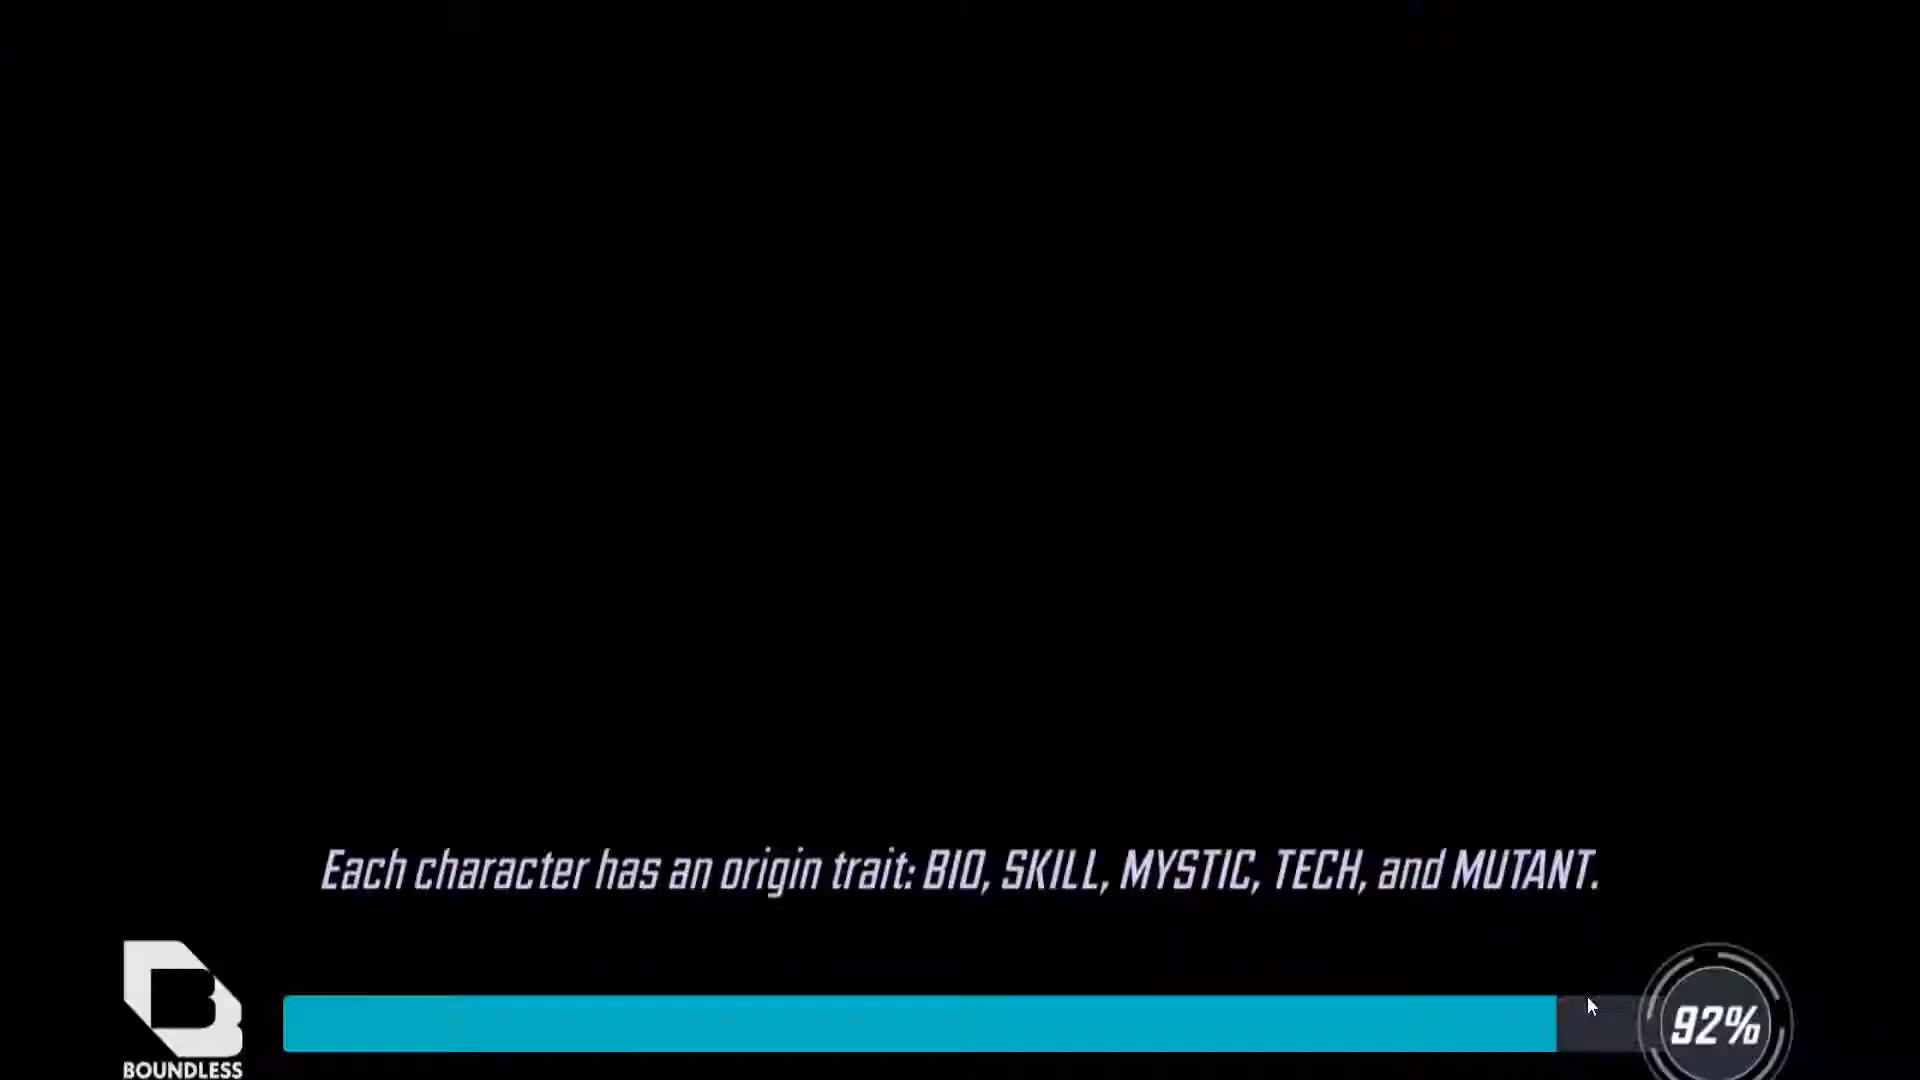 Each character has an origin trait: BIO, SKILL, MYSTIC, TECH, and MUTANT.
B
BOUNDLESS
92%